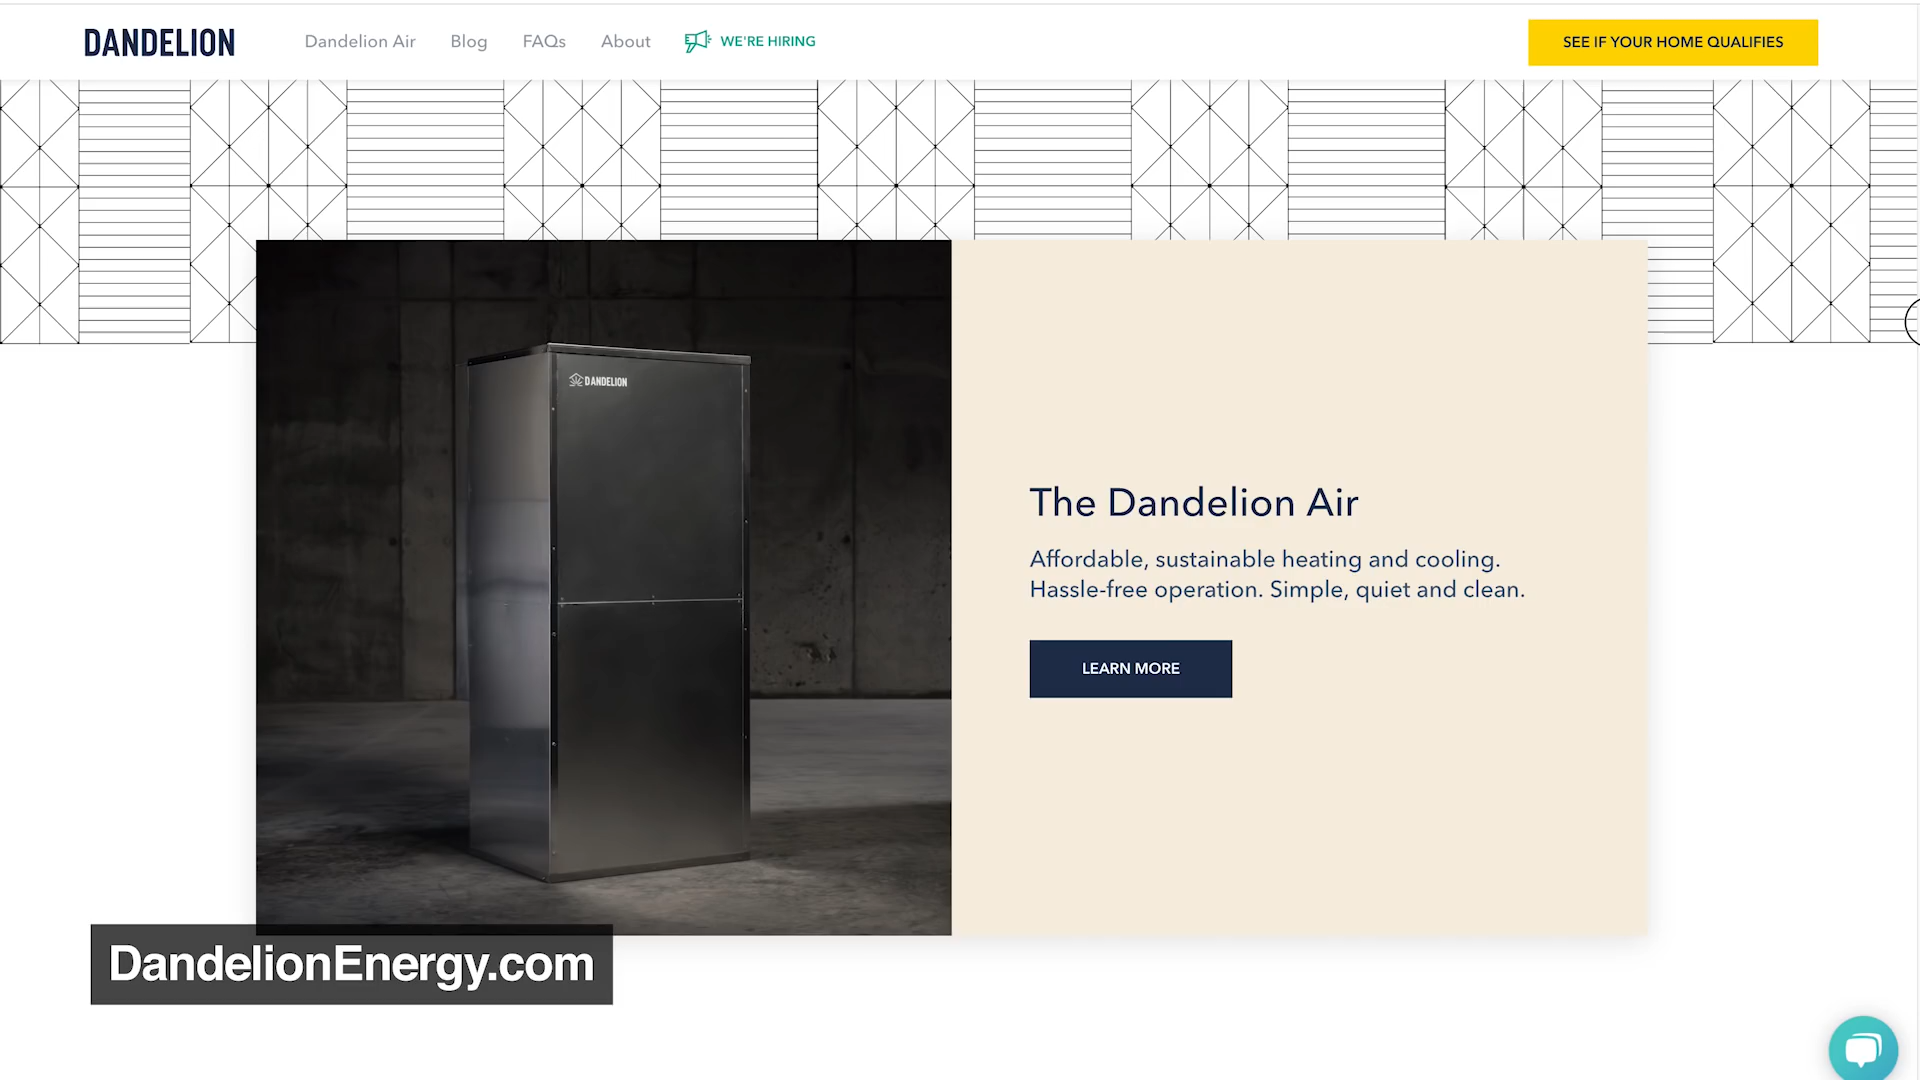 DANDELION
Dandelion Air
Blog
FAQs
About
WE'RE HIRING
SEE IF YOUR HOME QUALIFIES
DANDELION
The Dandelion Air
Affordable, sustainable heating and cooling.
Hassle-free operation. Simple, quiet and clean.
LEARN MORE
DandelionEnergy.com